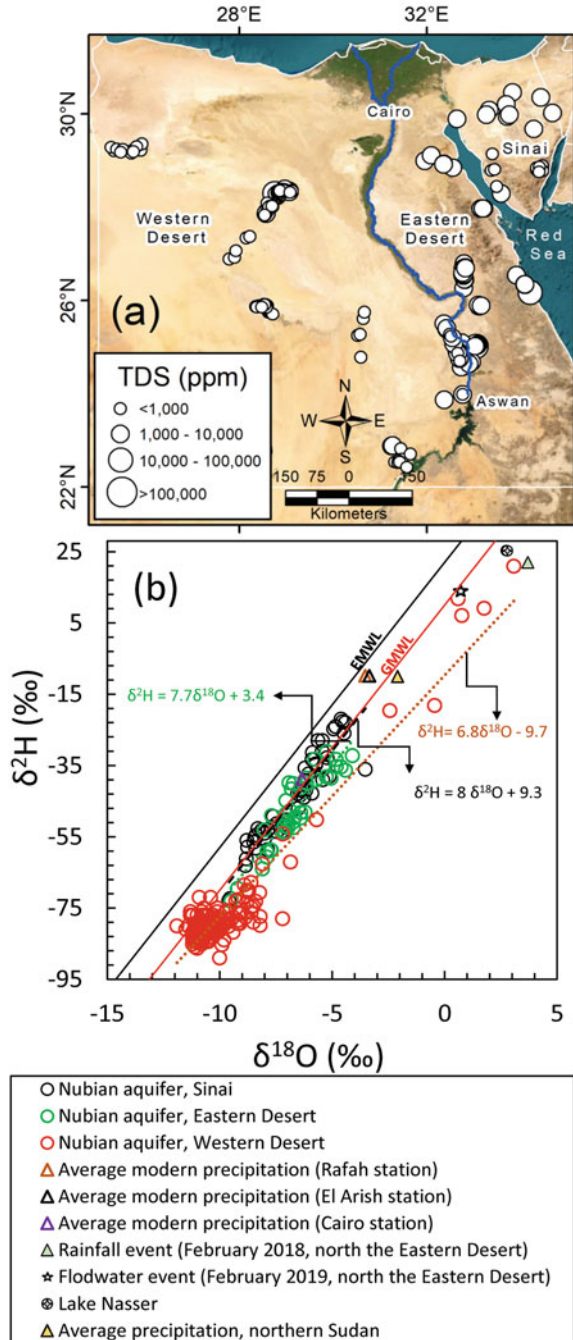 28°E 32°E
30°N
26°N
22°N
Cairo
Sinai
Western
Desert
Eastern
Desert
Red
Sea
Aswan
(a)
TDS (ppm)
<1,000
1,000 - 10,000
10,000 - 100,000
>100,000
N
W E
S
150 75 0 150
Kilometers
(b)
25
5
-15
-35
-55
-75
-95
δ²H (‰)
EMWL
GMWL
δ²H = 7.7δ¹⁸O + 3.4
δ²H= 6.8δ¹⁸O - 9.7
δ²H= 8 δ¹⁸O + 9.3
-15 -10 -5 0 5
δ¹⁸O (‰)
Nubian aquifer, Sinai
Nubian aquifer, Eastern Desert
Nubian aquifer, Western Desert
Average modern precipitation (Rafah station)
Average modern precipitation (El Arish station)
Average modern precipitation (Cairo station)
Rainfall event (February 2018, north the Eastern Desert)
Flodwater event (February 2019, north the Eastern Desert)
Lake Nasser
Average precipitation, northern Sudan